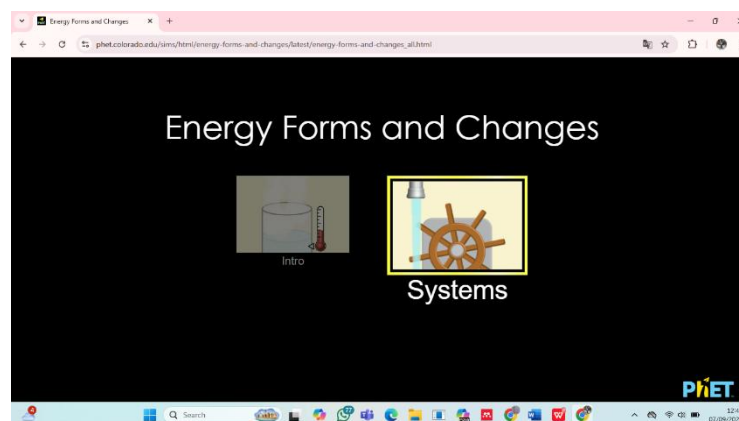 Energy Forms and Changes
phet.colorado.edu/sims/html/energy-forms-and-changes/latest/energy-forms-and-changes_all.html
Energy Forms and Changes
Intro
Systems
PhET
Search